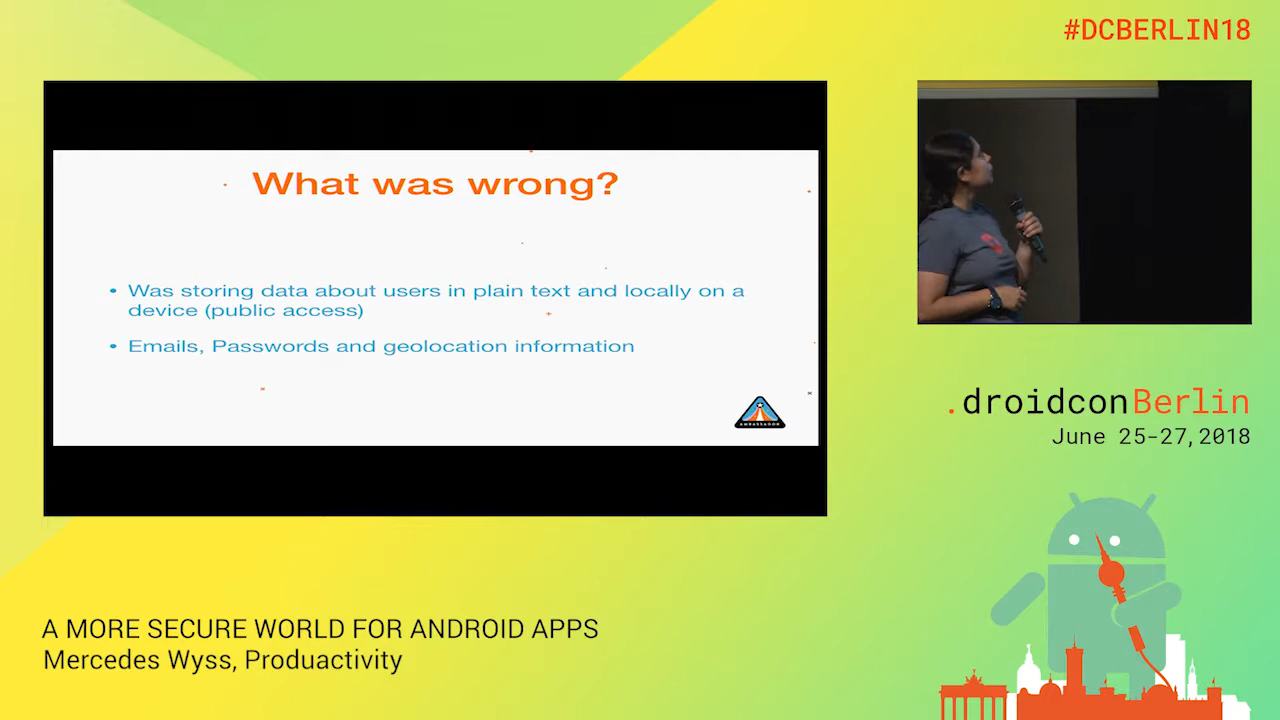 #DCBERLIN18
What was wrong?
• Was storing data about users in plain text and locally on a
device (public access)
• Emails, Passwords and geolocation information
AMBASSADOR
.droidconBerlin
June 25-27,2018
A MORE SECURE WORLD FOR ANDROID APPS
Mercedes Wyss, Produactivity